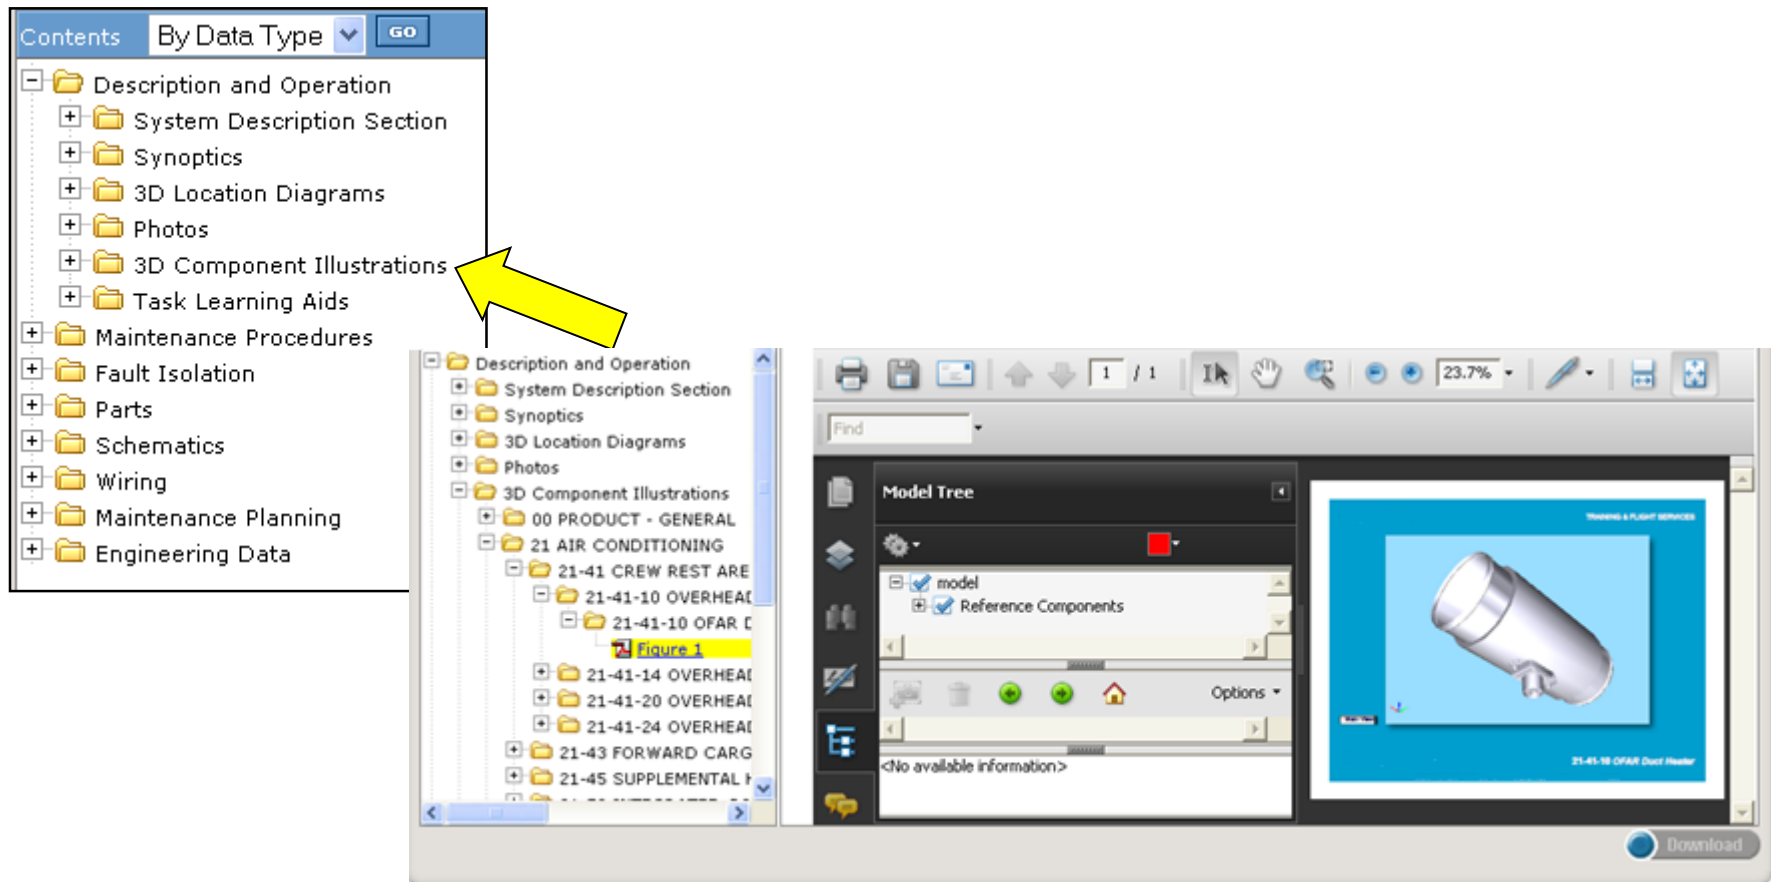 Contents By Data Type GO
Description and Operation
System Description Section
Synoptics
3D Location Diagrams
Photos
3D Component Illustrations
Task Learning Aids
Maintenance Procedures
Fault Isolation
Parts
Schematics
Wiring
Maintenance Planning
Engineering Data
Description and Operation
System Description Section
Synoptics
3D Location Diagrams
Photos
3D Component Illustrations
00 PRODUCT - GENERAL
21 AIR CONDITIONING
21-41 CREW REST ARE
21-41-10 OVERHEAD
21-41-10 OFAR D
Figure 1
21-41-14 OVERHEAD
21-41-20 OVERHEAD
21-41-24 OVERHEAD
21-43 FORWARD CARG
21-45 SUPPLEMENTAL H
1 / 1 23.7%
Find
Model Tree
model
Reference Components
Options
<No available information>
TRAINING & FLIGHT SERVICES
21-41-10 OFAR Duct Heater
Download